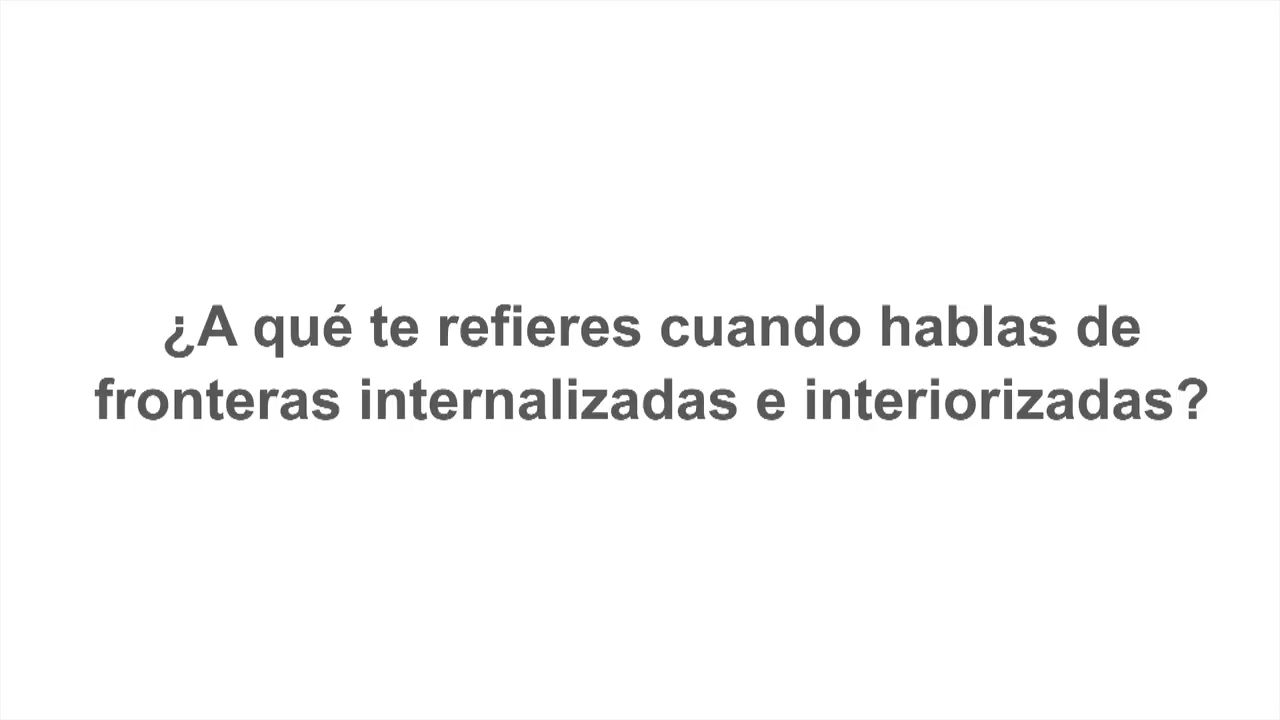 ¿A qué te refieres cuando hablas de
fronteras internalizadas e interiorizadas?